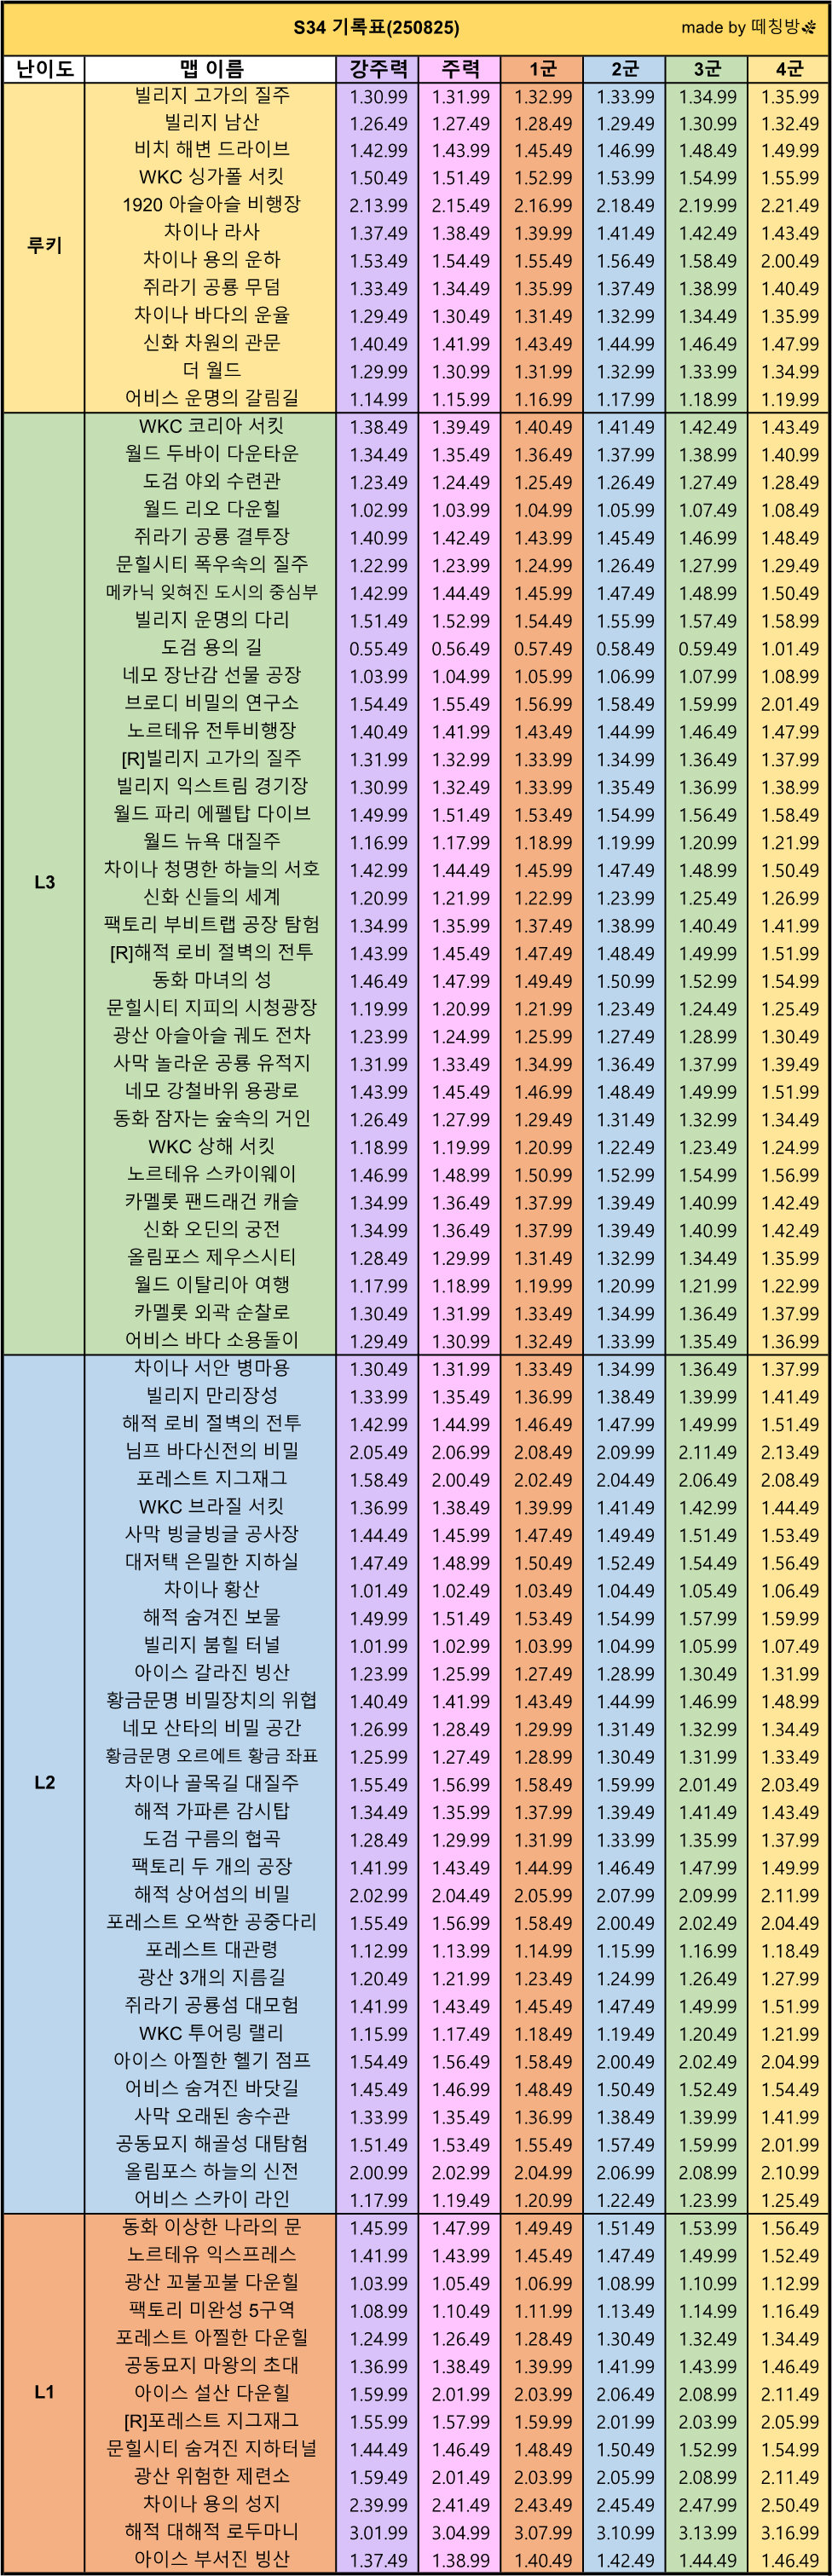 S34 기록표(250825) made by 떼칭방
난이도 맵 이름 강주력 주력 1군 2군 3군 4군
루키
빌리지 고가의 질주 1.30.99 1.31.99 1.32.99 1.33.99 1.34.99 1.35.99
빌리지 남산 1.26.49 1.27.49 1.28.49 1.29.49 1.30.99 1.32.49
비치 해변 드라이브 1.42.99 1.43.99 1.45.49 1.46.99 1.48.49 1.49.99
WKC 싱가폴 서킷 1.50.49 1.51.49 1.52.99 1.53.99 1.54.99 1.55.99
1920 아슬아슬 비행장 2.13.99 2.15.49 2.16.99 2.18.49 2.19.99 2.21.49
차이나 라사 1.37.49 1.38.49 1.39.99 1.41.49 1.42.49 1.43.49
차이나 용의 운하 1.53.49 1.54.49 1.55.49 1.56.49 1.58.49 2.00.49
쥐라기 공룡 무덤 1.33.49 1.34.49 1.35.99 1.37.49 1.38.99 1.40.49
차이나 바다의 운율 1.29.49 1.30.49 1.31.49 1.32.99 1.34.49 1.35.99
신화 차원의 관문 1.40.49 1.41.99 1.43.49 1.44.99 1.46.49 1.47.99
더 월드 1.29.99 1.30.99 1.31.99 1.32.99 1.33.99 1.34.99
어비스 운명의 갈림길 1.14.99 1.15.99 1.16.99 1.17.99 1.18.99 1.19.99
L3
WKC 코리아 서킷 1.38.49 1.39.49 1.40.49 1.41.49 1.42.49 1.43.49
월드 두바이 다운타운 1.34.49 1.35.49 1.36.49 1.37.99 1.38.99 1.40.99
도검 야외 수련관 1.23.49 1.24.49 1.25.49 1.26.49 1.27.49 1.28.49
월드 리오 다운힐 1.02.99 1.03.99 1.04.99 1.05.99 1.07.49 1.08.49
쥐라기 공룡 결투장 1.40.99 1.42.49 1.43.99 1.45.49 1.46.99 1.48.49
문힐시티 폭우속의 질주 1.22.99 1.23.99 1.24.99 1.26.49 1.27.99 1.29.49
메카닉 잊혀진 도시의 중심부 1.42.99 1.44.49 1.45.99 1.47.49 1.48.99 1.50.49
빌리지 운명의 다리 1.51.49 1.52.99 1.54.49 1.55.99 1.57.49 1.58.99
도검 용의 길 0.55.49 0.56.49 0.57.49 0.58.49 0.59.49 1.01.49
네모 장난감 선물 공장 1.03.99 1.04.99 1.05.99 1.06.99 1.07.99 1.08.99
브로디 비밀의 연구소 1.54.49 1.55.49 1.56.99 1.58.49 1.59.99 2.01.49
노르테유 전투비행장 1.40.49 1.41.99 1.43.49 1.44.99 1.46.49 1.47.99
[R]빌리지 고가의 질주 1.31.99 1.32.99 1.33.99 1.34.99 1.36.49 1.37.99
빌리지 익스트림 경기장 1.30.99 1.32.49 1.33.99 1.35.49 1.36.99 1.38.99
월드 파리 에펠탑 다이브 1.49.99 1.51.49 1.53.49 1.54.99 1.56.49 1.58.49
월드 뉴욕 대질주 1.16.99 1.17.99 1.18.99 1.19.99 1.20.99 1.21.99
차이나 청명한 하늘의 서호 1.42.99 1.44.49 1.45.99 1.47.49 1.48.99 1.50.49
신화 신들의 세계 1.20.99 1.21.99 1.22.99 1.23.99 1.25.49 1.26.99
팩토리 부비트랩 공장 탐험 1.34.99 1.35.99 1.37.49 1.38.99 1.40.49 1.41.99
[R]해적 로비 절벽의 전투 1.43.99 1.45.49 1.47.49 1.48.49 1.49.99 1.51.99
동화 마녀의 성 1.46.49 1.47.99 1.49.49 1.50.99 1.52.99 1.54.99
문힐시티 지피의 시청광장 1.19.99 1.20.99 1.21.99 1.23.49 1.24.49 1.25.49
광산 아슬아슬 궤도 전차 1.23.99 1.24.99 1.25.99 1.27.49 1.28.99 1.30.49
사막 놀라운 공룡 유적지 1.31.99 1.33.49 1.34.99 1.36.49 1.37.99 1.39.49
네모 강철바위 용광로 1.43.99 1.45.49 1.46.99 1.48.49 1.49.99 1.51.99
동화 잠자는 숲속의 거인 1.26.49 1.27.99 1.29.49 1.31.49 1.32.99 1.34.49
WKC 상해 서킷 1.18.99 1.19.99 1.20.99 1.22.49 1.23.49 1.24.99
노르테유 스카이웨이 1.46.99 1.48.99 1.50.99 1.52.99 1.54.99 1.56.99
카멜롯 팬드래건 캐슬 1.34.99 1.36.49 1.37.99 1.39.49 1.40.99 1.42.49
신화 오딘의 궁전 1.34.99 1.36.49 1.37.99 1.39.49 1.40.99 1.42.49
올림포스 제우스시티 1.28.49 1.29.99 1.31.49 1.32.99 1.34.49 1.35.99
월드 이탈리아 여행 1.17.99 1.18.99 1.19.99 1.20.99 1.21.99 1.22.99
카멜롯 외곽 순찰로 1.30.49 1.31.99 1.33.49 1.34.99 1.36.49 1.37.99
어비스 바다 소용돌이 1.29.49 1.30.99 1.32.49 1.33.99 1.35.49 1.36.99
L2
차이나 서안 병마용 1.30.49 1.31.99 1.33.49 1.34.99 1.36.49 1.37.99
빌리지 만리장성 1.33.99 1.35.49 1.36.99 1.38.49 1.39.99 1.41.49
해적 로비 절벽의 전투 1.42.99 1.44.99 1.46.49 1.47.99 1.49.99 1.51.49
님프 바다신전의 비밀 2.05.49 2.06.99 2.08.49 2.09.99 2.11.49 2.13.49
포레스트 지그재그 1.58.49 2.00.49 2.02.49 2.04.49 2.06.49 2.08.49
WKC 브라질 서킷 1.36.99 1.38.49 1.39.99 1.41.49 1.42.99 1.44.49
사막 빙글빙글 공사장 1.44.49 1.45.99 1.47.49 1.49.49 1.51.49 1.53.49
대저택 은밀한 지하실 1.47.49 1.48.99 1.50.49 1.52.49 1.54.49 1.56.49
차이나 황산 1.01.49 1.02.49 1.03.49 1.04.49 1.05.49 1.06.49
해적 숨겨진 보물 1.49.99 1.51.49 1.53.49 1.54.99 1.57.99 1.59.99
빌리지 붐힐 터널 1.01.99 1.02.99 1.03.99 1.04.99 1.05.99 1.07.49
아이스 갈라진 빙산 1.23.99 1.25.99 1.27.49 1.28.99 1.30.49 1.31.99
황금문명 비밀장치의 위협 1.40.49 1.41.99 1.43.49 1.44.99 1.46.99 1.48.99
네모 산타의 비밀 공간 1.26.99 1.28.49 1.29.99 1.31.49 1.32.99 1.34.49
황금문명 오르에트 황금 좌표 1.25.99 1.27.49 1.28.99 1.30.49 1.31.99 1.33.49
차이나 골목길 대질주 1.55.49 1.56.99 1.58.49 1.59.99 2.01.49 2.03.49
해적 가파른 감시탑 1.34.49 1.35.99 1.37.99 1.39.49 1.41.49 1.43.49
도검 구름의 협곡 1.28.49 1.29.99 1.31.99 1.33.99 1.35.99 1.37.99
팩토리 두 개의 공장 1.41.99 1.43.49 1.44.99 1.46.49 1.47.99 1.49.99
해적 상어섬의 비밀 2.02.99 2.04.49 2.05.99 2.07.99 2.09.99 2.11.99
포레스트 오싹한 공중다리 1.55.49 1.56.99 1.58.49 2.00.49 2.02.49 2.04.49
포레스트 대관령 1.12.99 1.13.99 1.14.99 1.15.99 1.16.99 1.18.49
광산 3개의 지름길 1.20.49 1.21.99 1.23.49 1.24.99 1.26.49 1.27.99
쥐라기 공룡섬 대모험 1.41.99 1.43.49 1.45.49 1.47.49 1.49.99 1.51.99
WKC 투어링 랠리 1.15.99 1.17.49 1.18.49 1.19.49 1.20.49 1.21.99
아이스 아찔한 헬기 점프 1.54.49 1.56.49 1.58.49 2.00.49 2.02.49 2.04.99
어비스 숨겨진 바닷길 1.45.49 1.46.99 1.48.49 1.50.49 1.52.49 1.54.49
사막 오래된 송수관 1.33.99 1.35.49 1.36.99 1.38.49 1.39.99 1.41.99
공동묘지 해골성 대탐험 1.51.49 1.53.49 1.55.49 1.57.49 1.59.99 2.01.99
올림포스 하늘의 신전 2.00.99 2.02.99 2.04.99 2.06.99 2.08.99 2.10.99
어비스 스카이 라인 1.17.99 1.19.49 1.20.99 1.22.49 1.23.99 1.25.49
L1
동화 이상한 나라의 문 1.45.99 1.47.99 1.49.49 1.51.49 1.53.99 1.56.49
노르테유 익스프레스 1.41.99 1.43.99 1.45.49 1.47.49 1.49.99 1.52.49
광산 꼬불꼬불 다운힐 1.03.99 1.05.49 1.06.99 1.08.99 1.10.99 1.12.99
팩토리 미완성 5구역 1.08.99 1.10.49 1.11.99 1.13.49 1.14.99 1.16.49
포레스트 아찔한 다운힐 1.24.99 1.26.49 1.28.49 1.30.49 1.32.49 1.34.49
공동묘지 마왕의 초대 1.36.99 1.38.49 1.39.99 1.41.99 1.43.99 1.46.49
아이스 설산 다운힐 1.59.99 2.01.99 2.03.99 2.06.49 2.08.99 2.11.49
[R]포레스트 지그재그 1.55.99 1.57.99 1.59.99 2.01.99 2.03.99 2.05.99
문힐시티 숨겨진 지하터널 1.44.49 1.46.49 1.48.49 1.50.49 1.52.99 1.54.99
광산 위험한 제련소 1.59.49 2.01.49 2.03.99 2.05.99 2.08.99 2.11.49
차이나 용의 성지 2.39.99 2.41.49 2.43.49 2.45.49 2.47.99 2.50.49
해적 대해적 로두마니 3.01.99 3.04.99 3.07.99 3.10.99 3.13.99 3.16.99
아이스 부서진 빙산 1.37.49 1.38.99 1.40.49 1.42.49 1.44.49 1.46.49